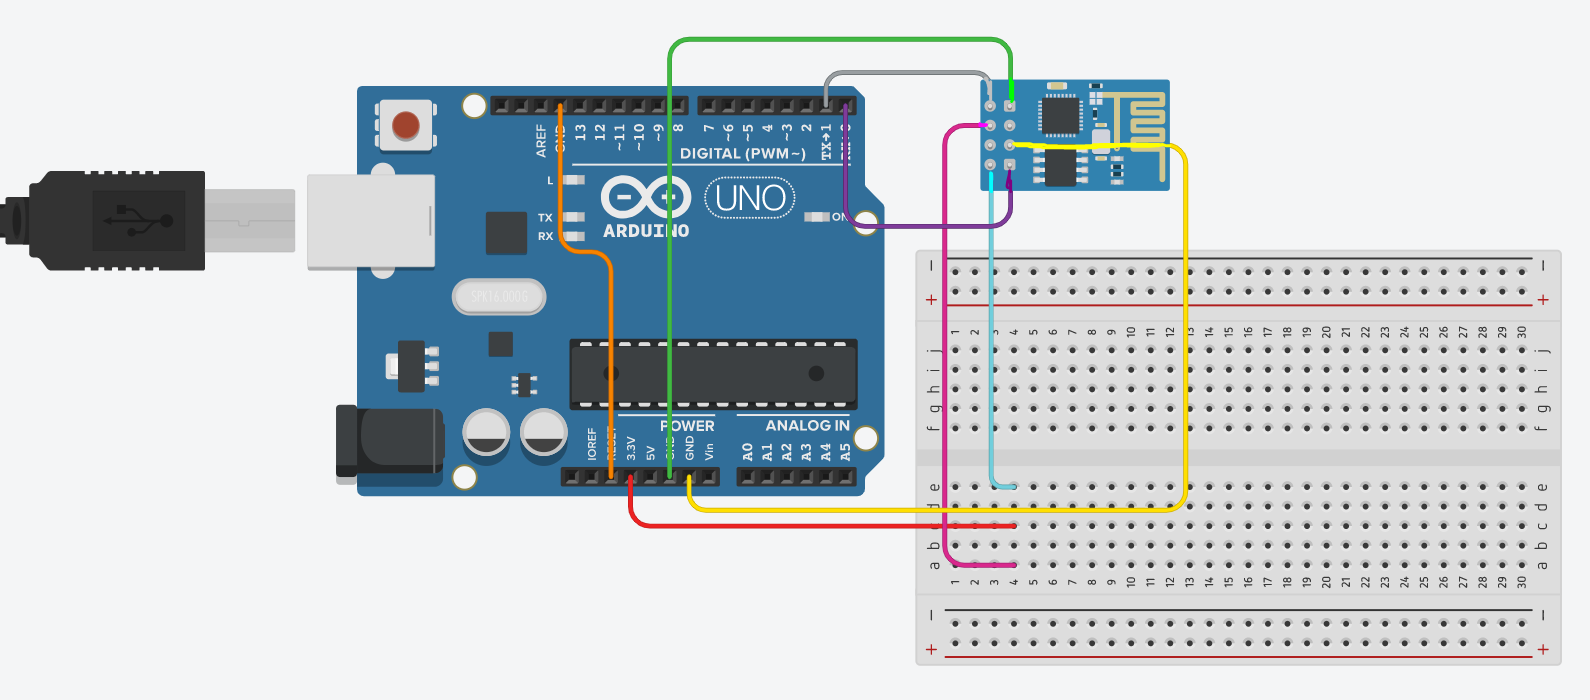 AREF
GND
13
12
~11
~10
~9
8
7
~6
~5
4
~3
2
TX→1
DIGITAL (PWM~)
L
TX
RX
UNO
ARDUINO
ON
SPK16.000G
POWER
ANALOG IN
IOREF
RESET
3.3V
5V
GND
GND
Vin
A0
A1
A2
A3
A4
A5
− −
+ +
1 2 3 4 5 6 7 8 9 10 11 12 13 14 15 16 17 18 19 20 21 22 23 24 25 26 27 28 29 30
j j
i i
h h
g g
f f
e e
d d
c c
b b
a a
1 2 3 4 5 6 7 8 9 10 11 12 13 14 15 16 17 18 19 20 21 22 23 24 25 26 27 28 29 30
− −
+ +